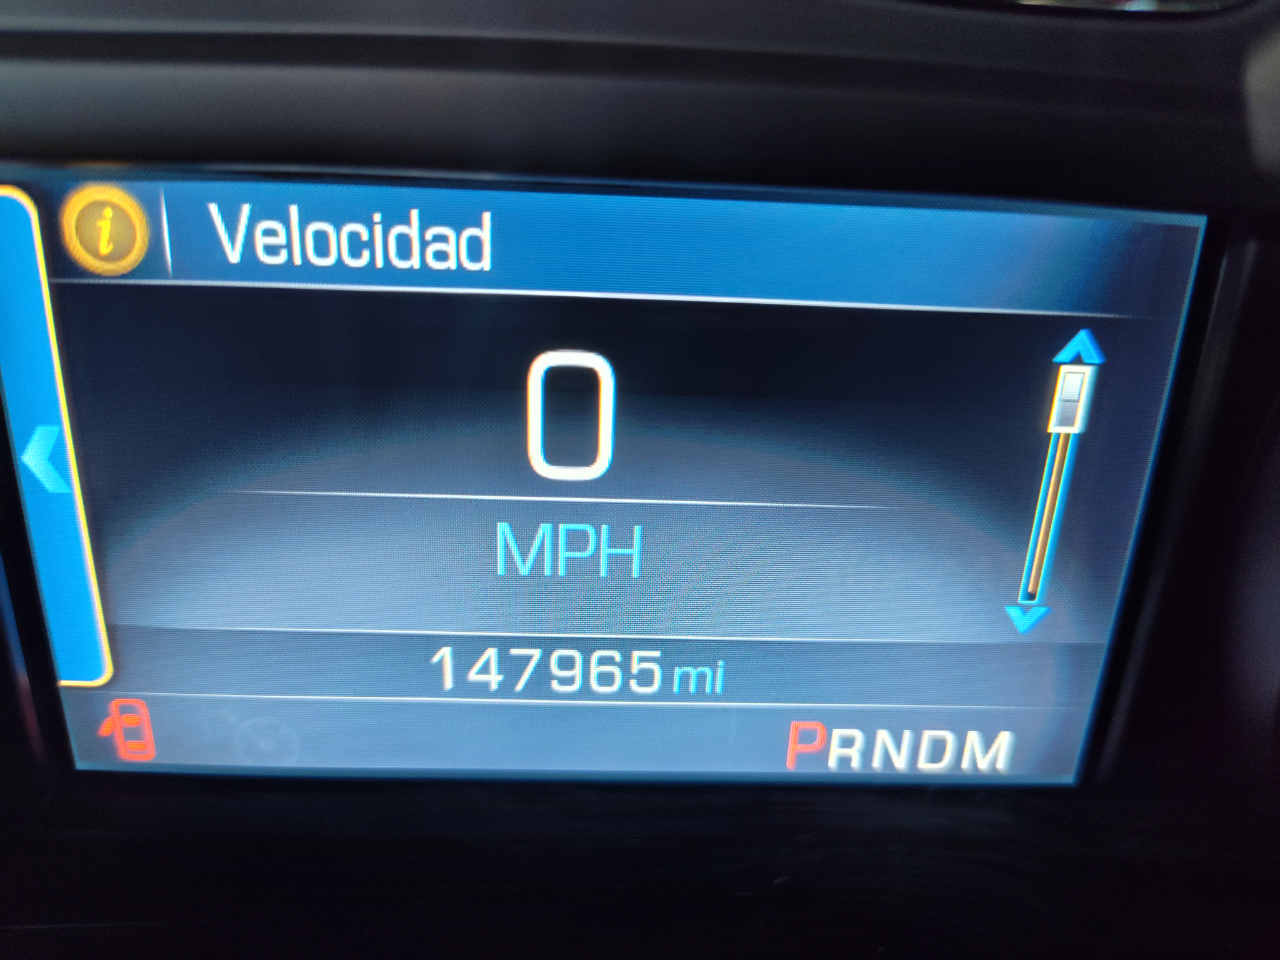 i Velocidad
0
MPH
147965 mi
PRNDM